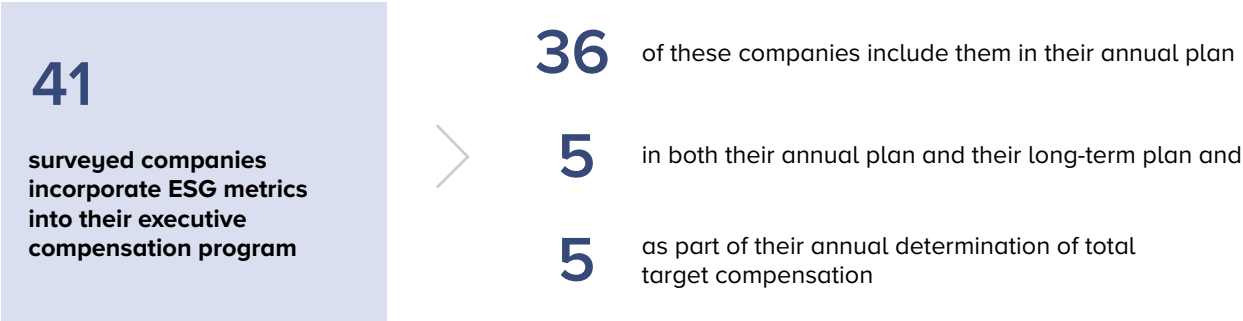 41
surveyed companies
incorporate ESG metrics
into their executive
compensation program
36
of these companies include them in their annual plan
5
in both their annual plan and their long-term plan and
5
as part of their annual determination of total
target compensation